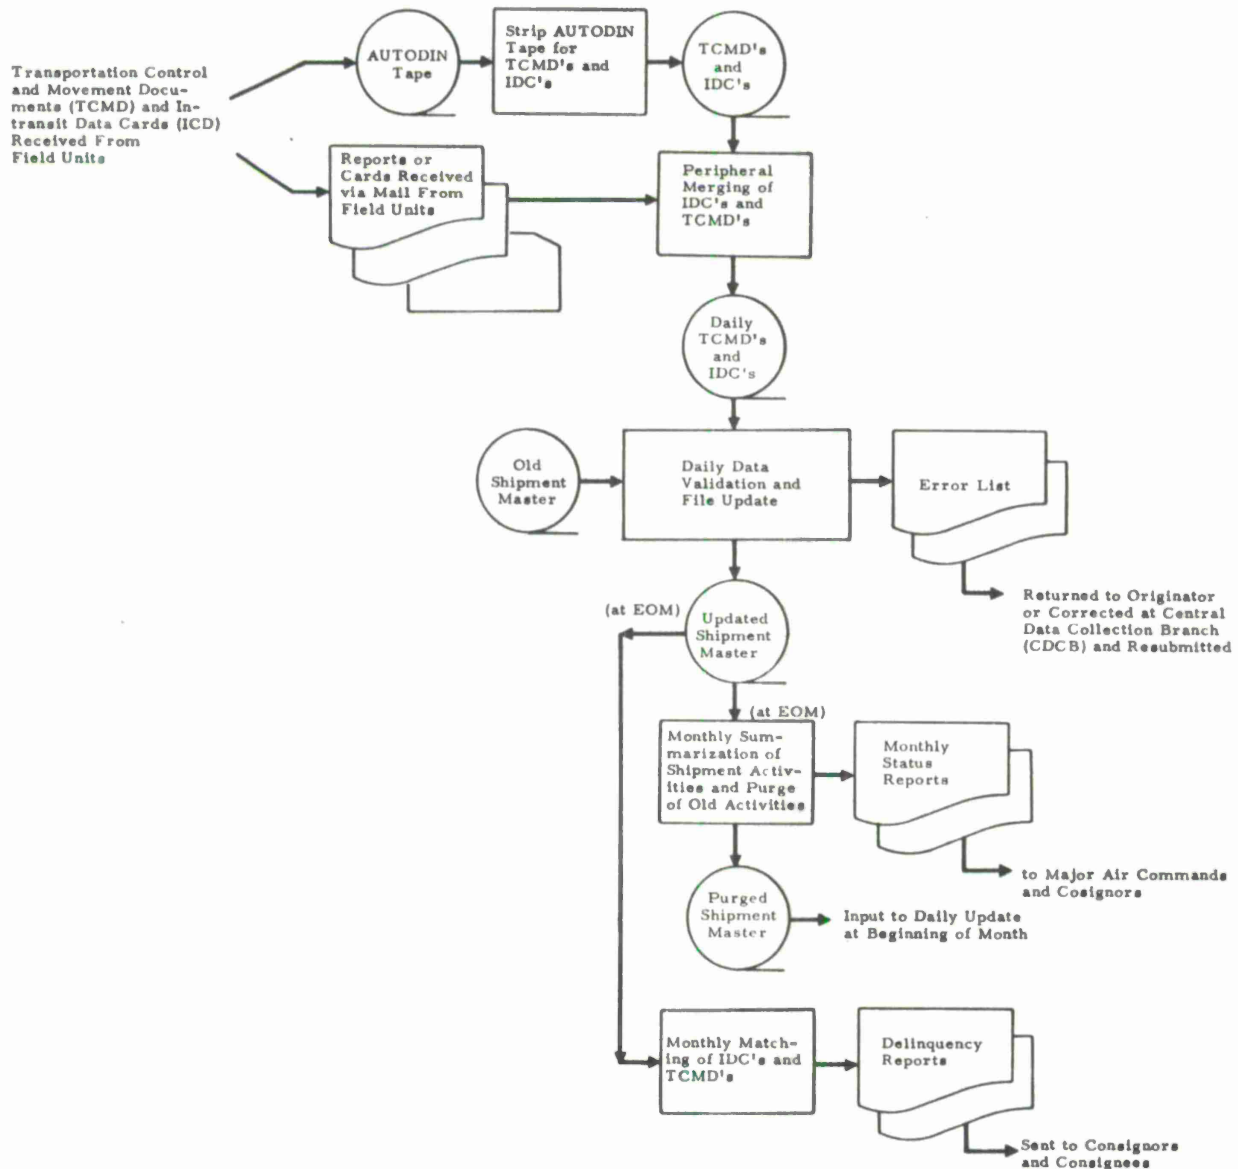 Transportation Control
and Movement Docu-
ments (TCMD) and In-
transit Data Cards (ICD)
Received From
Field Units
AUTODIN
Tape
Strip AUTODIN
Tape for
TCMD's and
IDC's
TCMD's
and
IDC's
Reports or
Cards Received
via Mail From
Field Units
Peripheral
Merging of
IDC's and
TCMD's
Daily
TCMD's
and
IDC's
Old
Shipment
Master
Daily Data
Validation and
File Update
Error List
Returned to Originator
or Corrected at Central
Data Collection Branch
(CDCB) and Resubmitted
(at EOM)
Updated
Shipment
Master
(at EOM)
Monthly Sum-
marization of
Shipment Activ-
ities and Purge
of Old Activities
Monthly
Status
Reports
to Major Air Commands
and Cosignors
Purged
Shipment
Master
Input to Daily Update
at Beginning of Month
Monthly Match-
ing of IDC's and
TCMD's
Delinquency
Reports
Sent to Consignors
and Consignees